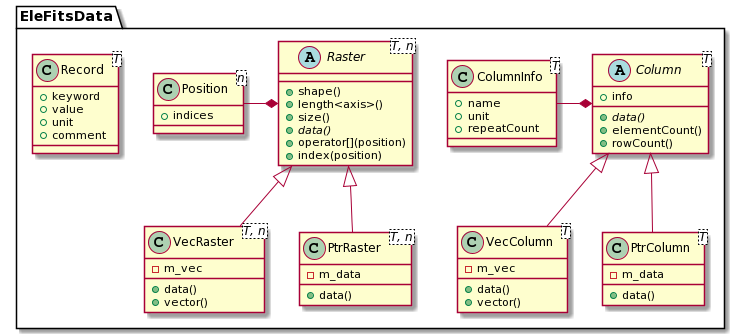 EleFitsData
C Record T
keyword
value
unit
comment
C Position n
indices
A Raster T, n
shape()
length<axis>()
size()
data()
operator[](position)
index(position)
C ColumnInfo T
name
unit
repeatCount
A Column T
info
data()
elementCount()
rowCount()
C VecRaster T, n
m_vec
data()
vector()
C PtrRaster T, n
m_data
data()
C VecColumn T
m_vec
data()
vector()
C PtrColumn T
m_data
data()